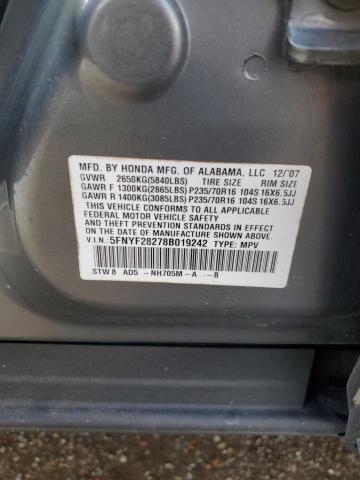 MFD. BY HONDA MFG. OF ALABAMA, LLC 12/'07
GVWR 2650KG(5840LBS) TIRE SIZE RIM SIZE
GAWR F 1300KG(2865LBS) P235/70R16 104S 16X6.5JJ
GAWR R 1400KG(3085LBS) P235/70R16 104S 16X6.5JJ
THIS VEHICLE CONFORMS TO ALL APPLICABLE
FEDERAL MOTOR VEHICLE SAFETY
AND THEFT PREVENTION STANDARDS IN EFFECT
ON THE DATE OF MANUFACTURE SHOWN ABOVE.
V.I.N: 5FNYF28278B019242 TYPE: MPV
STW8 AD5 -NH705M-A -B